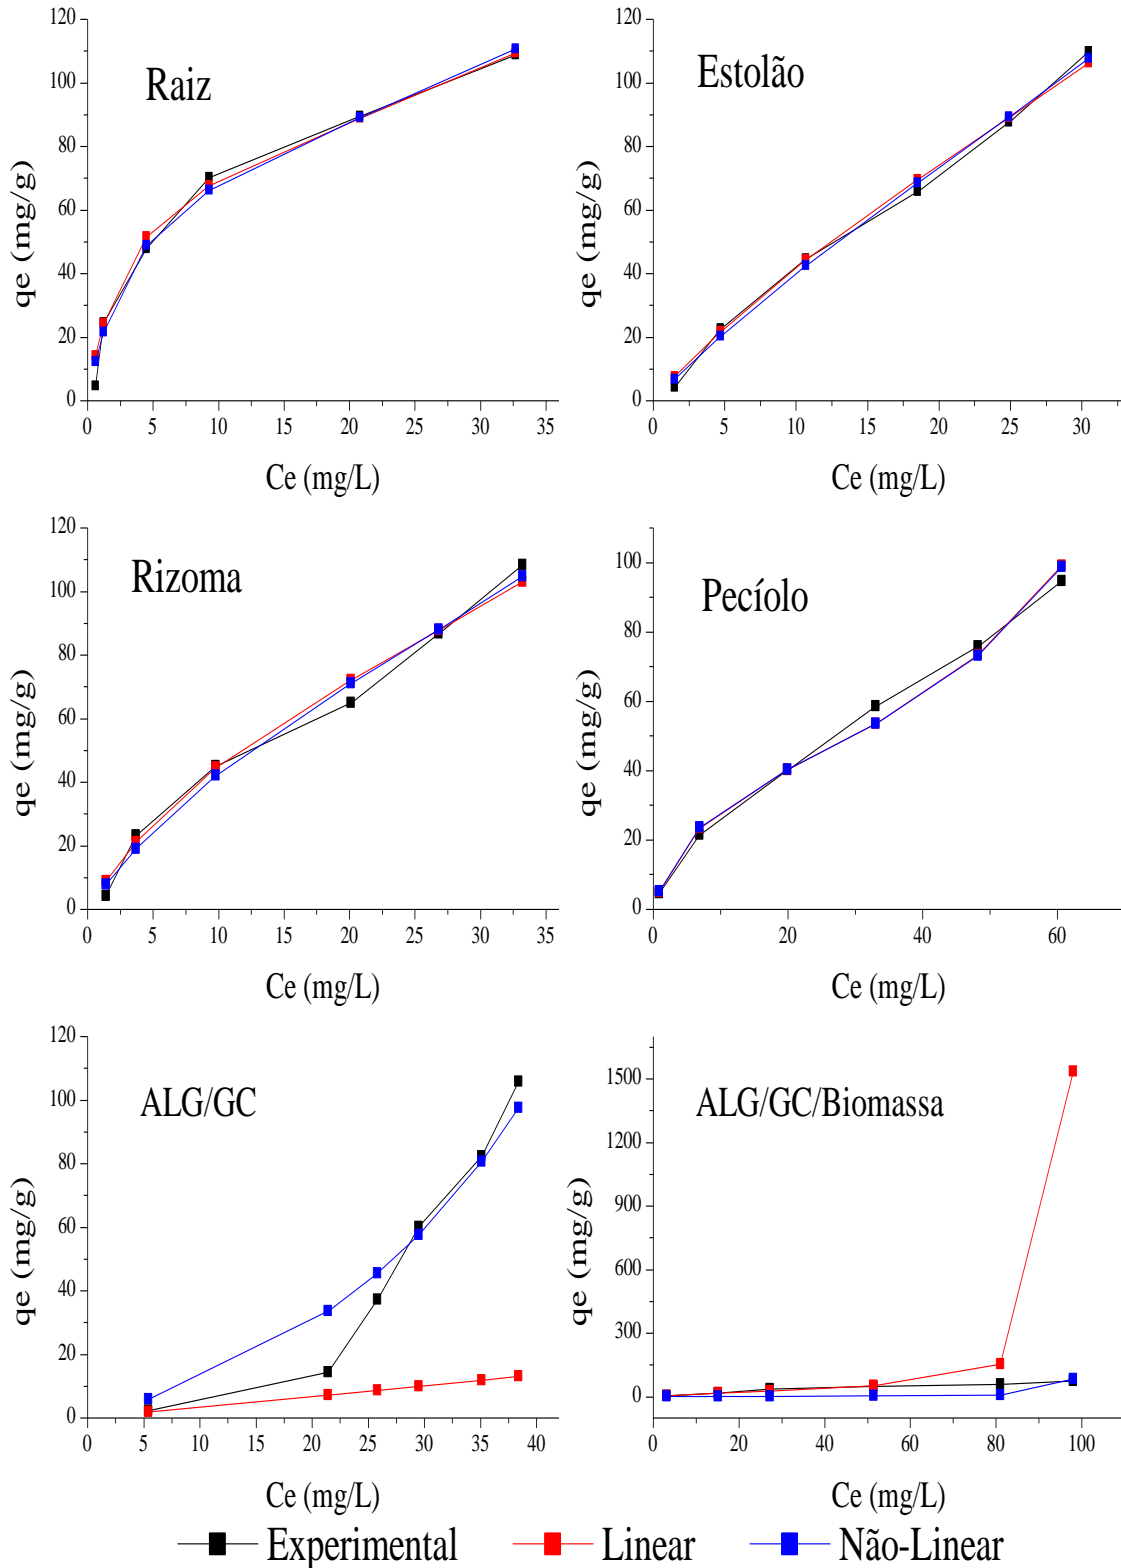 Raiz
qe (mg/g)
0 20 40 60 80 100 120
0 5 10 15 20 25 30 35
Ce (mg/L)
Estolão
qe (mg/g)
0 20 40 60 80 100 120
0 5 10 15 20 25 30
Ce (mg/L)
Rizoma
qe (mg/g)
0 20 40 60 80 100 120
0 5 10 15 20 25 30 35
Ce (mg/L)
Pecíolo
qe (mg/g)
0 20 40 60 80 100
0 20 40 60
Ce (mg/L)
ALG/GC
qe (mg/g)
0 20 40 60 80 100 120
0 5 10 15 20 25 30 35 40
Ce (mg/L)
ALG/GC/Biomassa
qe (mg/g)
0 300 600 900 1200 1500
0 20 40 60 80 100
Ce (mg/L)
Experimental Linear Não-Linear